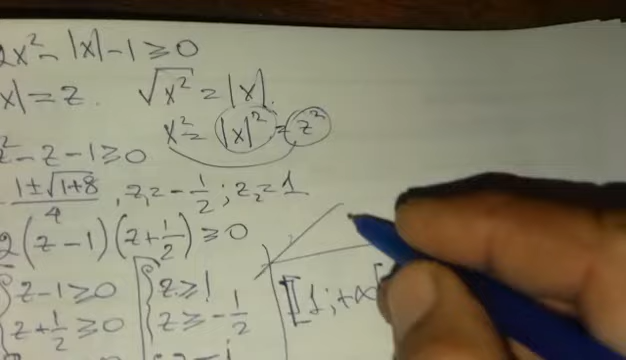 2x² - |x| - 1 ≥ 0
|x| = z. √x² = |x|
x² = |x|² = z²
z² - z - 1 ≥ 0
1 ± √1+8 / 4, z₁ = -1/2; z₂ = 1
2(z - 1)(z + 1/2) ≥ 0
{ z - 1 ≥ 0 [ { z ≥ 1
z + 1/2 ≥ 0 z ≥ -1/2 [1; +∞